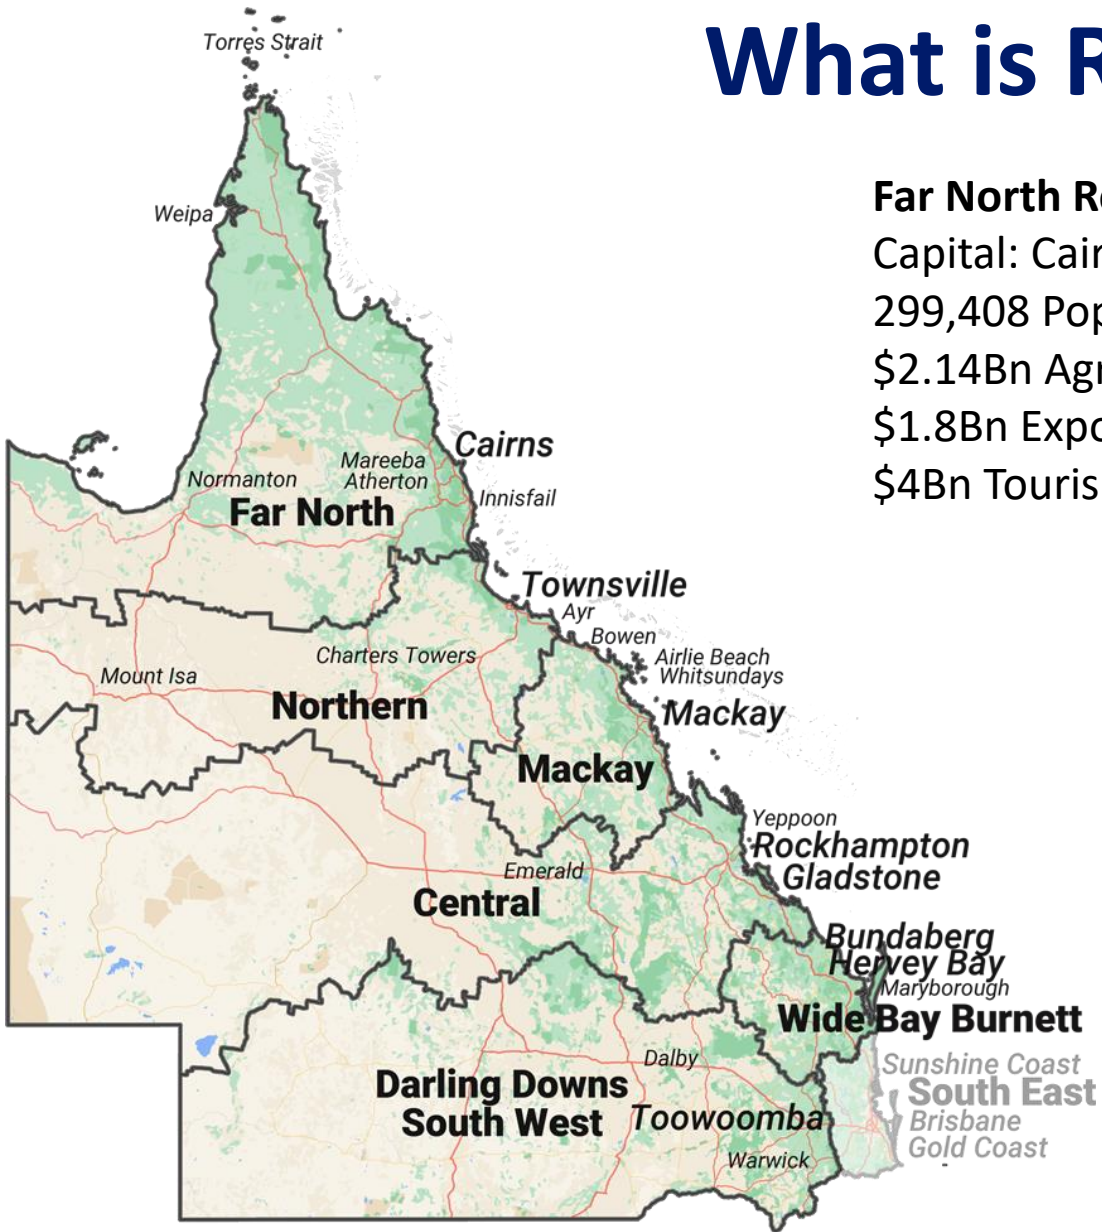 What is R
Far North Re
Capital: Cair
299,408 Pop
$2.14Bn Agr
$1.8Bn Expo
$4Bn Touris
Torres Strait
Weipa
Cairns
Mareeba
Atherton
Normanton
Innisfail
Far North
Townsville
Ayr
Bowen
Charters Towers
Airlie Beach
Whitsundays
Mount Isa
Northern
Mackay
Mackay
Yeppoon
Rockhampton
Emerald
Gladstone
Central
Bundaberg
Hervey Bay
Maryborough
Wide Bay Burnett
Dalby
Sunshine Coast
Darling Downs
South West
South East
Toowoomba
Brisbane
Gold Coast
Warwick